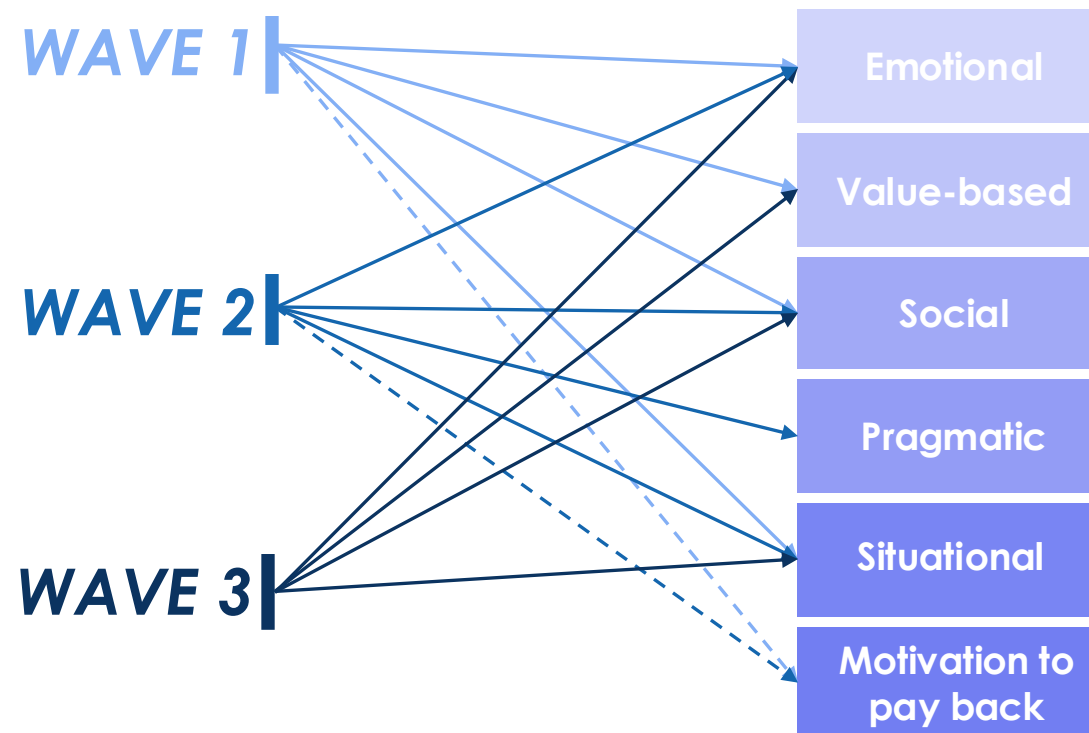 WAVE 1
WAVE 2
WAVE 3
Emotional
Value-based
Social
Pragmatic
Situational
Motivation to
pay back